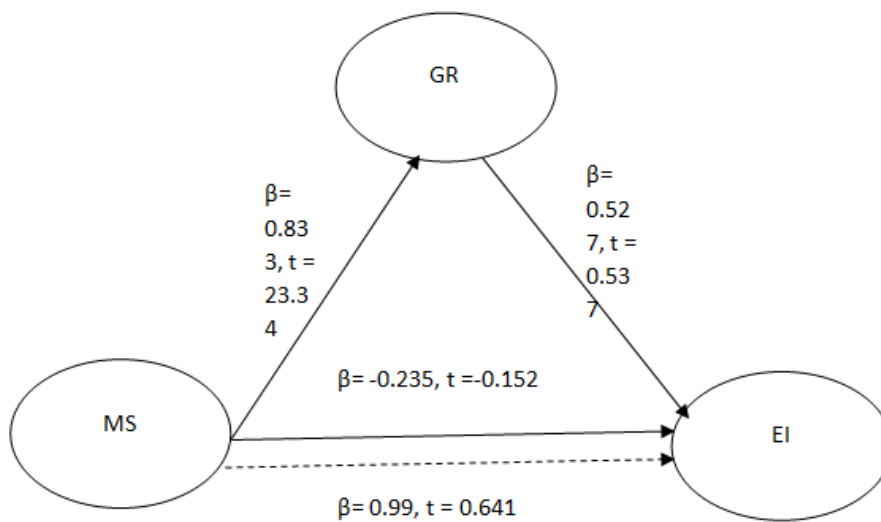 GR
β=
0.83
3, t =
23.3
4
β=
0.52
7, t =
0.53
7
β= -0.235, t =-0.152
MS
EI
β= 0.99, t = 0.641